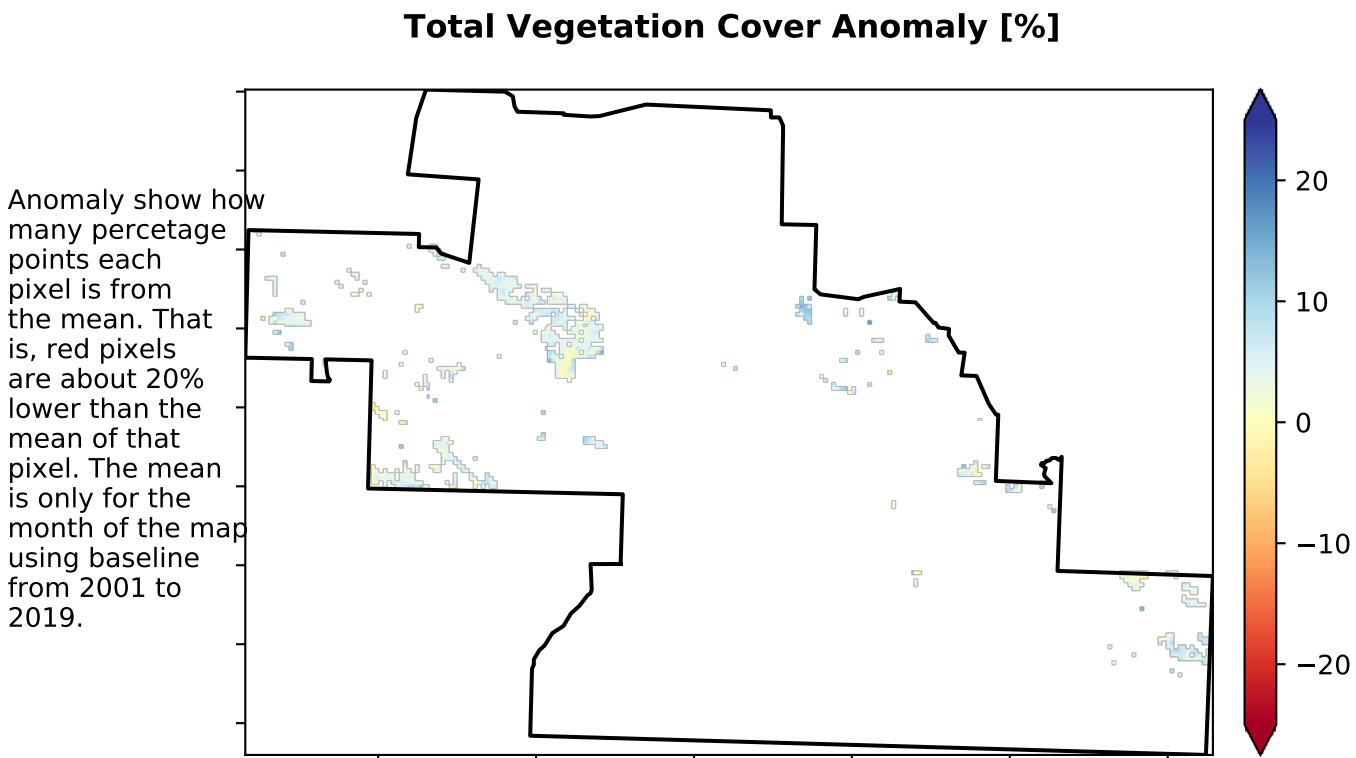 Total Vegetation Cover Anomaly [%]
Anomaly show how
many percetage
points each
pixel is from
the mean. That
is, red pixels
are about 20%
lower than the
mean of that
pixel. The mean
is only for the
month of the map
using baseline
from 2001 to
2019.
20
10
0
−10
−20